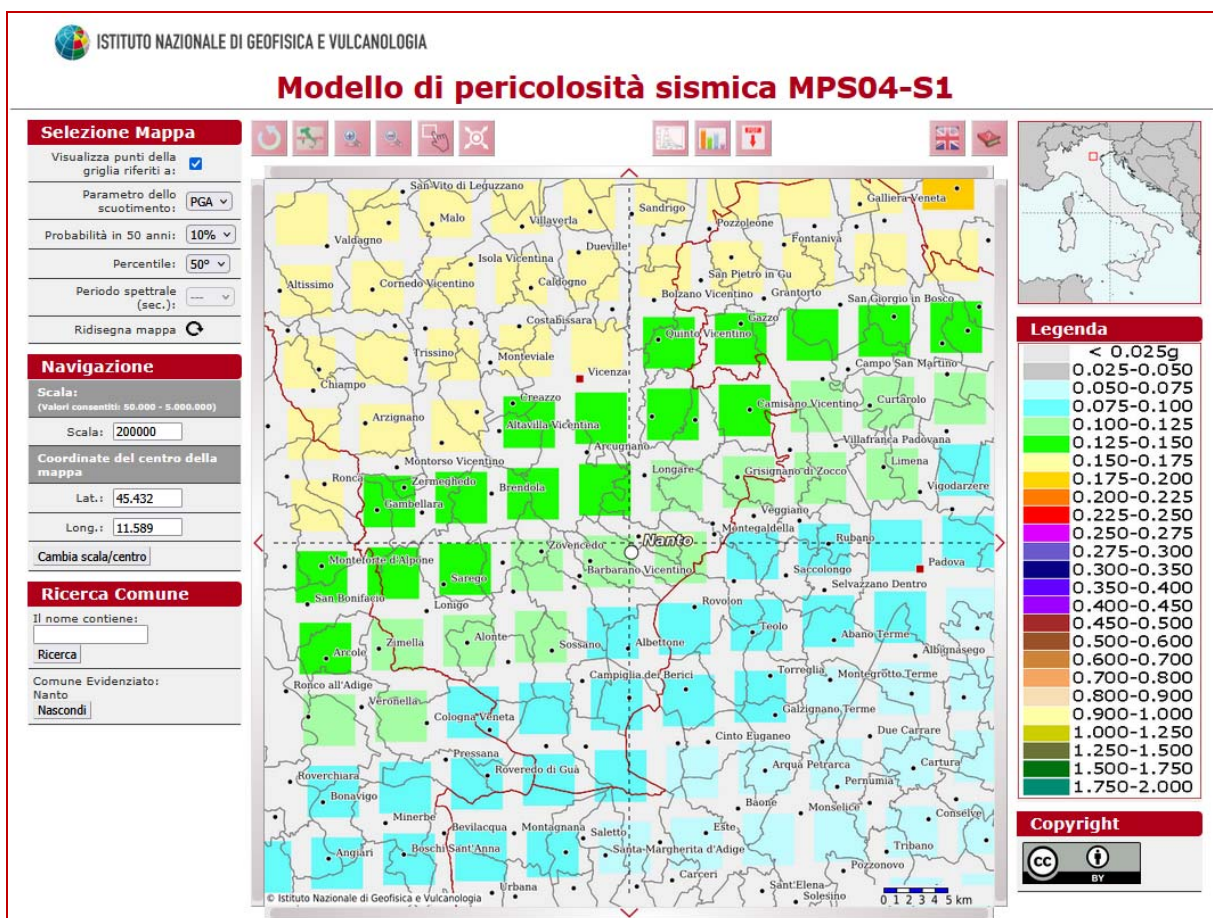 ISTITUTO NAZIONALE DI GEOFISICA E VULCANOLOGIA
Modello di pericolosità sismica MPS04-S1
Selezione Mappa
Visualizza punti della
griglia riferiti a:
Parametro dello
scuotimento: PGA
Probabilità in 50 anni: 10%
Percentile: 50°
Periodo spettrale
(sec.): ---
Ridisegna mappa
Navigazione
Scala:
(Valori consentiti: 50.000 - 5.000.000)
Scala: 200000
Coordinate del centro della
mappa
Lat.: 45.432
Long.: 11.589
Cambia scala/centro
Ricerca Comune
Il nome contiene:
Ricerca
Comune Evidenziato:
Nanto
Nascondi
PDF
San Vito di Leguzzano
Galliera Veneta
Malo
Villaverla
Sandrigo
Pozzoleone
Valdagno
Dueville
Fontaniva
Isola Vicentina
San Pietro in Gu
Altissimo
Cornedo Vicentino
Caldogno
Bolzano Vicentino
Grantorto
San Giorgio in Bosco
Costabissara
Gazzo
Quinto Vicentino
Trissino
Monteviale
Vicenza
Campo San Martino
Chiampo
Creazzo
Camisano Vicentino
Curtarolo
Arzignano
Altavilla Vicentina
Arcugnano
Villafranca Padovana
Montorso Vicentino
Longare
Grisignano di Zocco
Limena
Roncà
Zermeghedo
Brendola
Vigodarzere
Gambellara
Veggiano
Montegaldella
Nanto
Rubano
Zovencedo
Monteforte d'Alpone
Barbarano Vicentino
Saccolongo
Padova
Sarego
Selvazzano Dentro
San Bonifacio
Lonigo
Rovolon
Teolo
Arcole
Zimella
Alonte
Sossano
Albettone
Abano Terme
Albignasego
Ronco all'Adige
Campiglia dei Berici
Torreglia
Montegrotto Terme
Veronella
Cologna Veneta
Galzignano Terme
Cinto Euganeo
Due Carrare
Pressana
Roverchiara
Roveredo di Guà
Arquà Petrarca
Cartura
Pernumia
Bonavigo
Baone
Monselice
Minerbe
Conselve
Bevilacqua
Montagnana
Saletto
Este
Angiari
Boschi Sant'Anna
Santa Margherita d'Adige
Tribano
Carceri
Pozzonovo
Urbana
Sant'Elena
Solesino
© Istituto Nazionale di Geofisica e Vulcanologia
0 1 2 3 4 5 km
Legenda
< 0.025g
0.025-0.050
0.050-0.075
0.075-0.100
0.100-0.125
0.125-0.150
0.150-0.175
0.175-0.200
0.200-0.225
0.225-0.250
0.250-0.275
0.275-0.300
0.300-0.350
0.350-0.400
0.400-0.450
0.450-0.500
0.500-0.600
0.600-0.700
0.700-0.800
0.800-0.900
0.900-1.000
1.000-1.250
1.250-1.500
1.500-1.750
1.750-2.000
Copyright
cc
BY